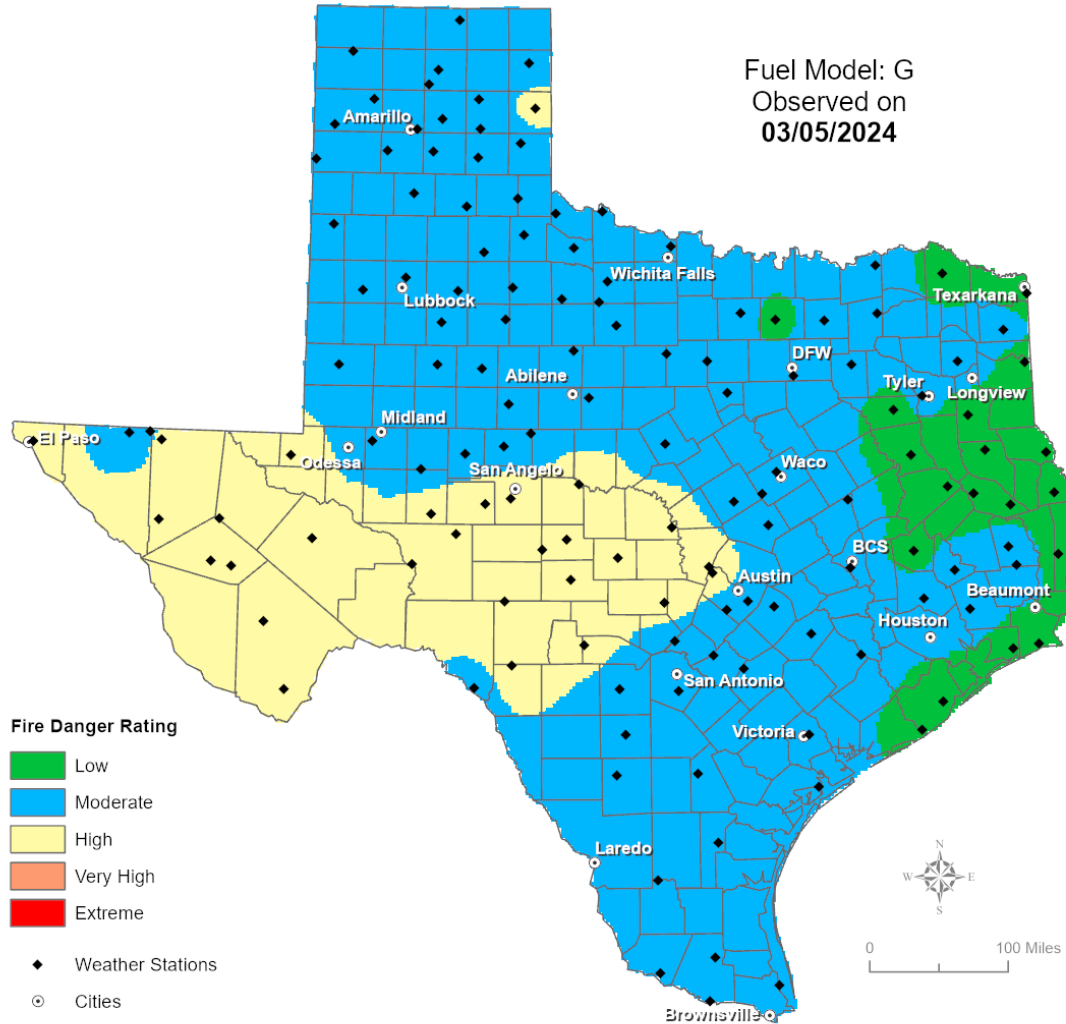 Fuel Model: G
Observed on
03/05/2024
Amarillo
Wichita Falls
Lubbock
Texarkana
DFW
Abilene
Tyler
Longview
Midland
El Paso
Odessa
San Angelo
Waco
BCS
Austin
Beaumont
Houston
San Antonio
Victoria
Laredo
Brownsville
Fire Danger Rating
Low
Moderate
High
Very High
Extreme
Weather Stations
Cities
N
W E
S
0 100 Miles